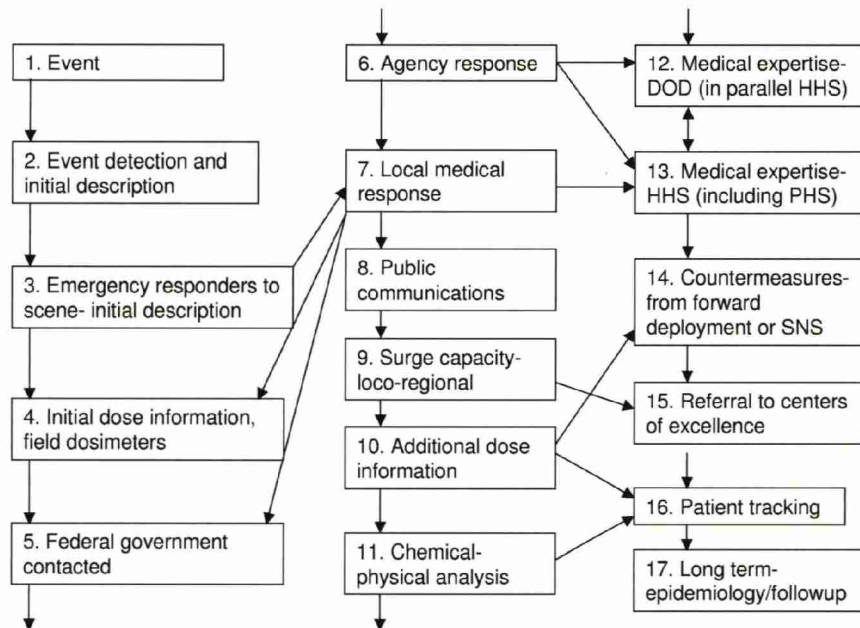 1. Event
2. Event detection and
initial description
3. Emergency responders to
scene- initial description
4. Initial dose information,
field dosimeters
5. Federal government
contacted
6. Agency response
7. Local medical
response
8. Public
communications
9. Surge capacity-
loco-regional
10. Additional dose
information
11. Chemical-
physical analysis
12. Medical expertise-
DOD (in parallel HHS)
13. Medical expertise-
HHS (including PHS)
14. Countermeasures-
from forward
deployment or SNS
15. Referral to centers
of excellence
16. Patient tracking
17. Long term-
epidemiology/followup